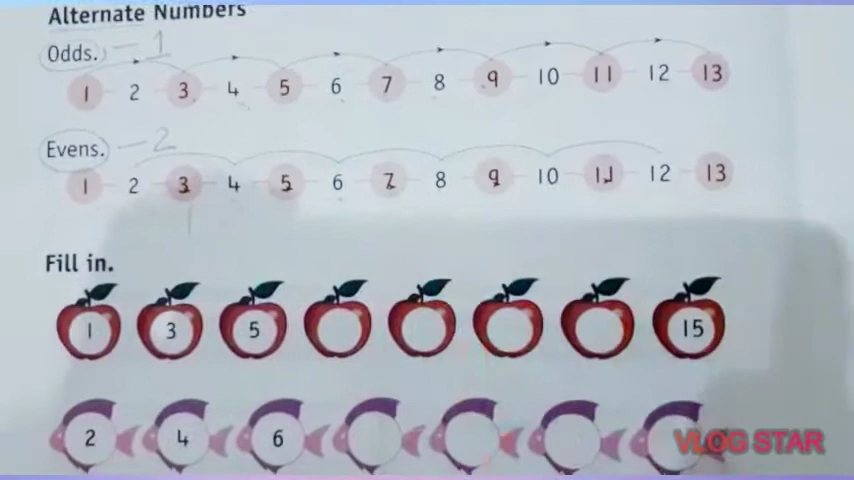 Alternate Numbers
Odds. – 1
1 2 3 4 5 6 7 8 9 10 11 12 13
Evens. – 2
1 2 3 4 5 6 7 8 9 10 11 12 13
Fill in.
1 3 5 15
2 4 6
VLOG STAR